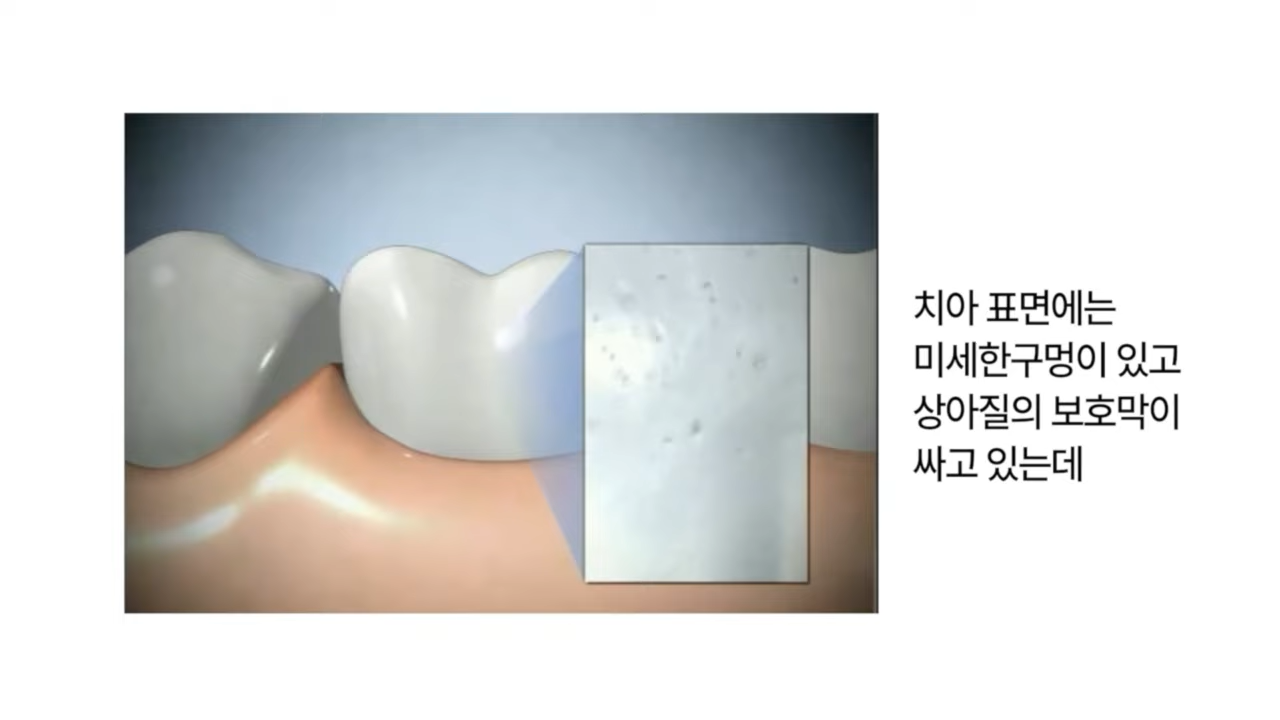 치아 표면에는
미세한구멍이 있고
상아질의 보호막이
싸고 있는데